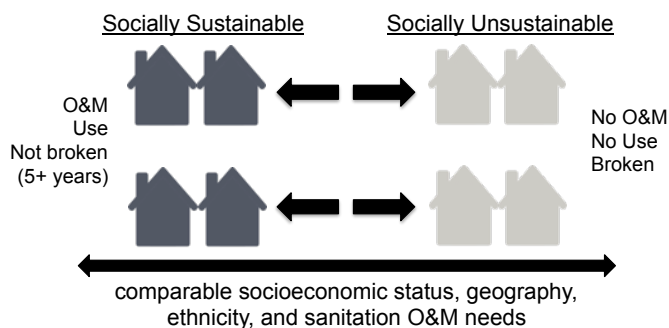 Socially Sustainable
Socially Unsustainable
O&M
Use
Not broken
(5+ years)
No O&M
No Use
Broken
comparable socioeconomic status, geography,
ethnicity, and sanitation O&M needs